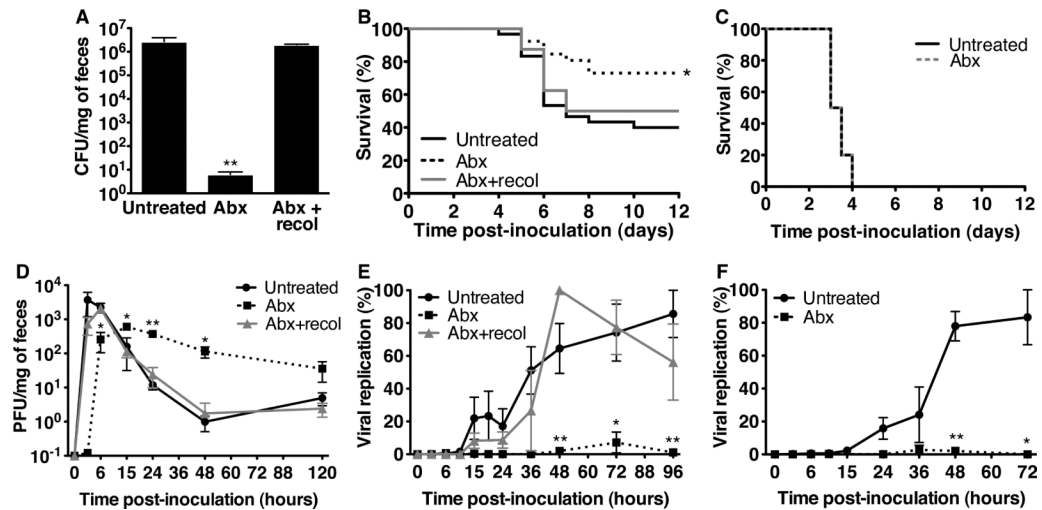 A
CFU/mg of feces
10^7
10^6
10^5
10^4
10^3
10^2
10^1
10^0
**
Untreated Abx Abx + recol
B
Survival (%)
100
80
60
40
20
0
*
Untreated
Abx
Abx+recol
0 2 4 6 8 10 12
Time post-inoculation (days)
C
Survival (%)
100
80
60
40
20
0
Untreated
Abx
0 2 4 6 8 10 12
Time post-inoculation (days)
D
PFU/mg of feces
10^4
10^3
10^2
10^1
10^0
10^-1
Untreated
Abx
Abx+recol
* * ** *
0 6 15 24 36 48 72 88 120
Time post-inoculation (hours)
E
Viral replication (%)
100
80
60
40
20
0
Untreated
Abx
Abx+recol
** * **
0 6 15 24 36 48 72 96
Time post-inoculation (hours)
F
Viral replication (%)
100
80
60
40
20
0
Untreated
Abx
** *
0 6 15 24 36 48 72
Time post-inoculation (hours)